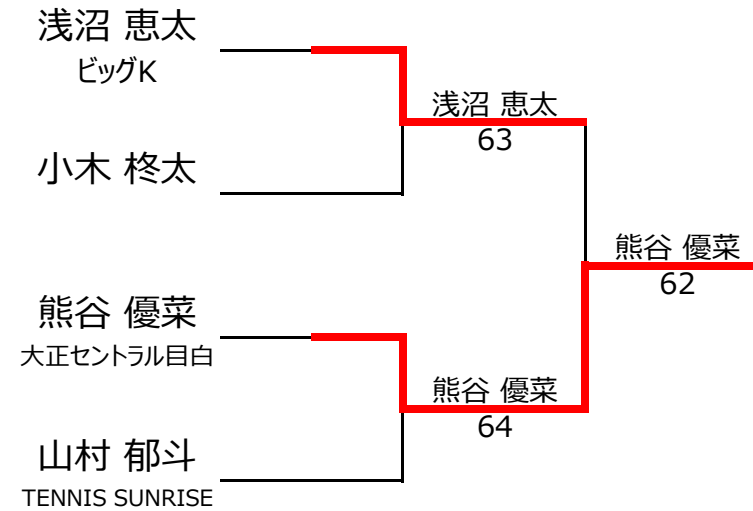 浅沼 恵太
ビッグK
浅沼 恵太
63
小木 柊太
熊谷 優菜
62
熊谷 優菜
大正セントラル目白
熊谷 優菜
64
山村 郁斗
TENNIS SUNRISE